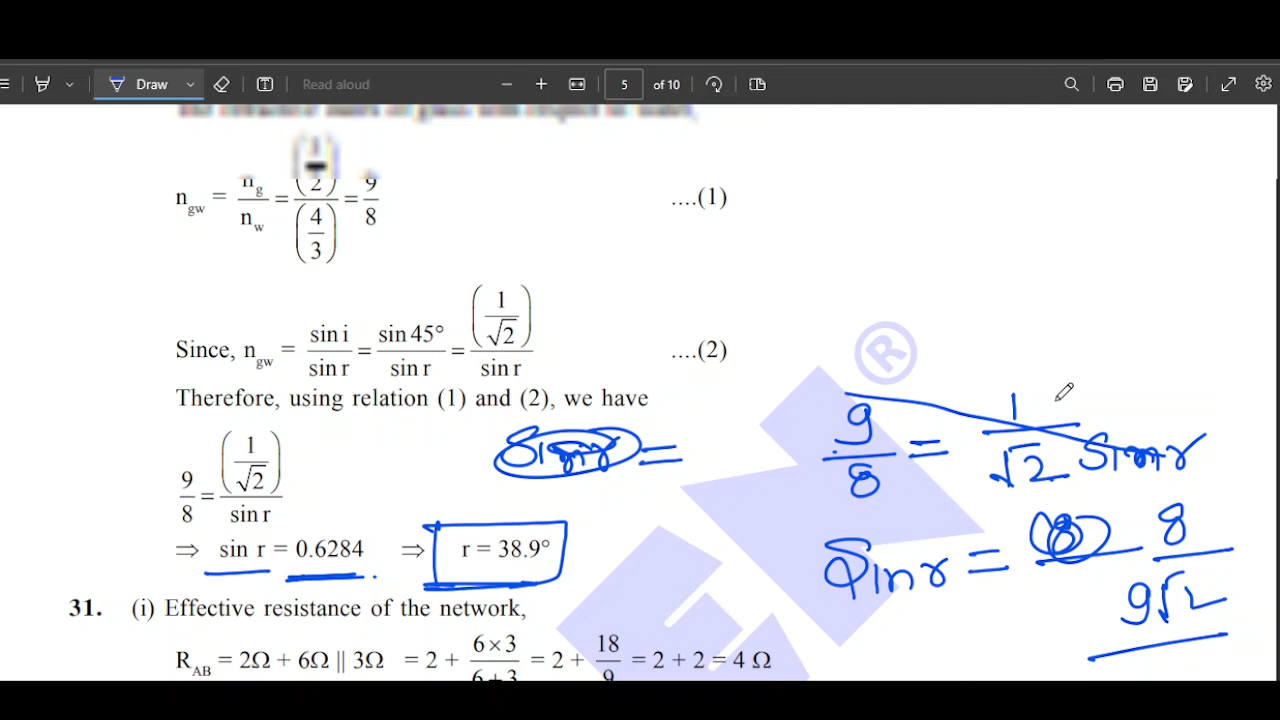 Draw
Read aloud
5 of 10
n_gw = n_g / n_w = ( /2) / (4/3) = 9/8 ....(1)
Since, n_gw = sin i / sin r = sin 45° / sin r = (1/√2) / sin r ....(2)
Therefore, using relation (1) and (2), we have
9/8 = (1/√2) / sin r
⇒ sin r = 0.6284 ⇒ r = 38.9°
Sinr =
9/8 = 1 / √2 Sinr
Sinr = 8 / 9√2
31. (i) Effective resistance of the network,
R_AB = 2Ω + 6Ω || 3Ω = 2 + 6×3 / 6+3 = 2 + 18/9 = 2 + 2 = 4 Ω
®